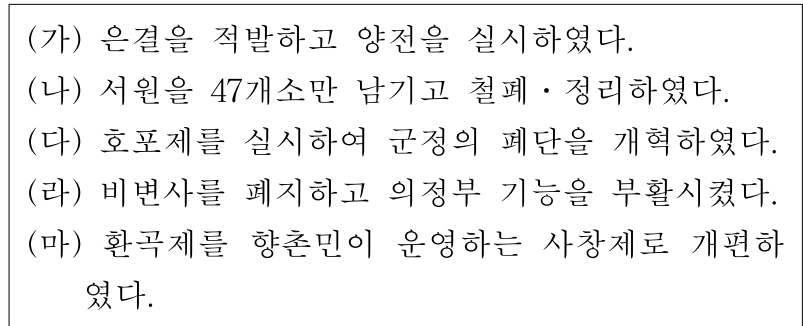 (가) 은결을 적발하고 양전을 실시하였다.
(나) 서원을 47개소만 남기고 철폐·정리하였다.
(다) 호포제를 실시하여 군정의 폐단을 개혁하였다.
(라) 비변사를 폐지하고 의정부 기능을 부활시켰다.
(마) 환곡제를 향촌민이 운영하는 사창제로 개편하
였다.